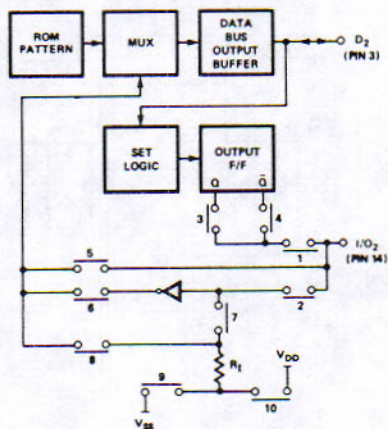 ROM
PATTERN
MUX
DATA
BUS
OUTPUT
BUFFER
D2
(PIN 3)
SET
LOGIC
OUTPUT
F/F
Q
Q̄
3
4
1
I/O2
(PIN 14)
5
6
2
7
8
RI
9
VDD
VSS
10